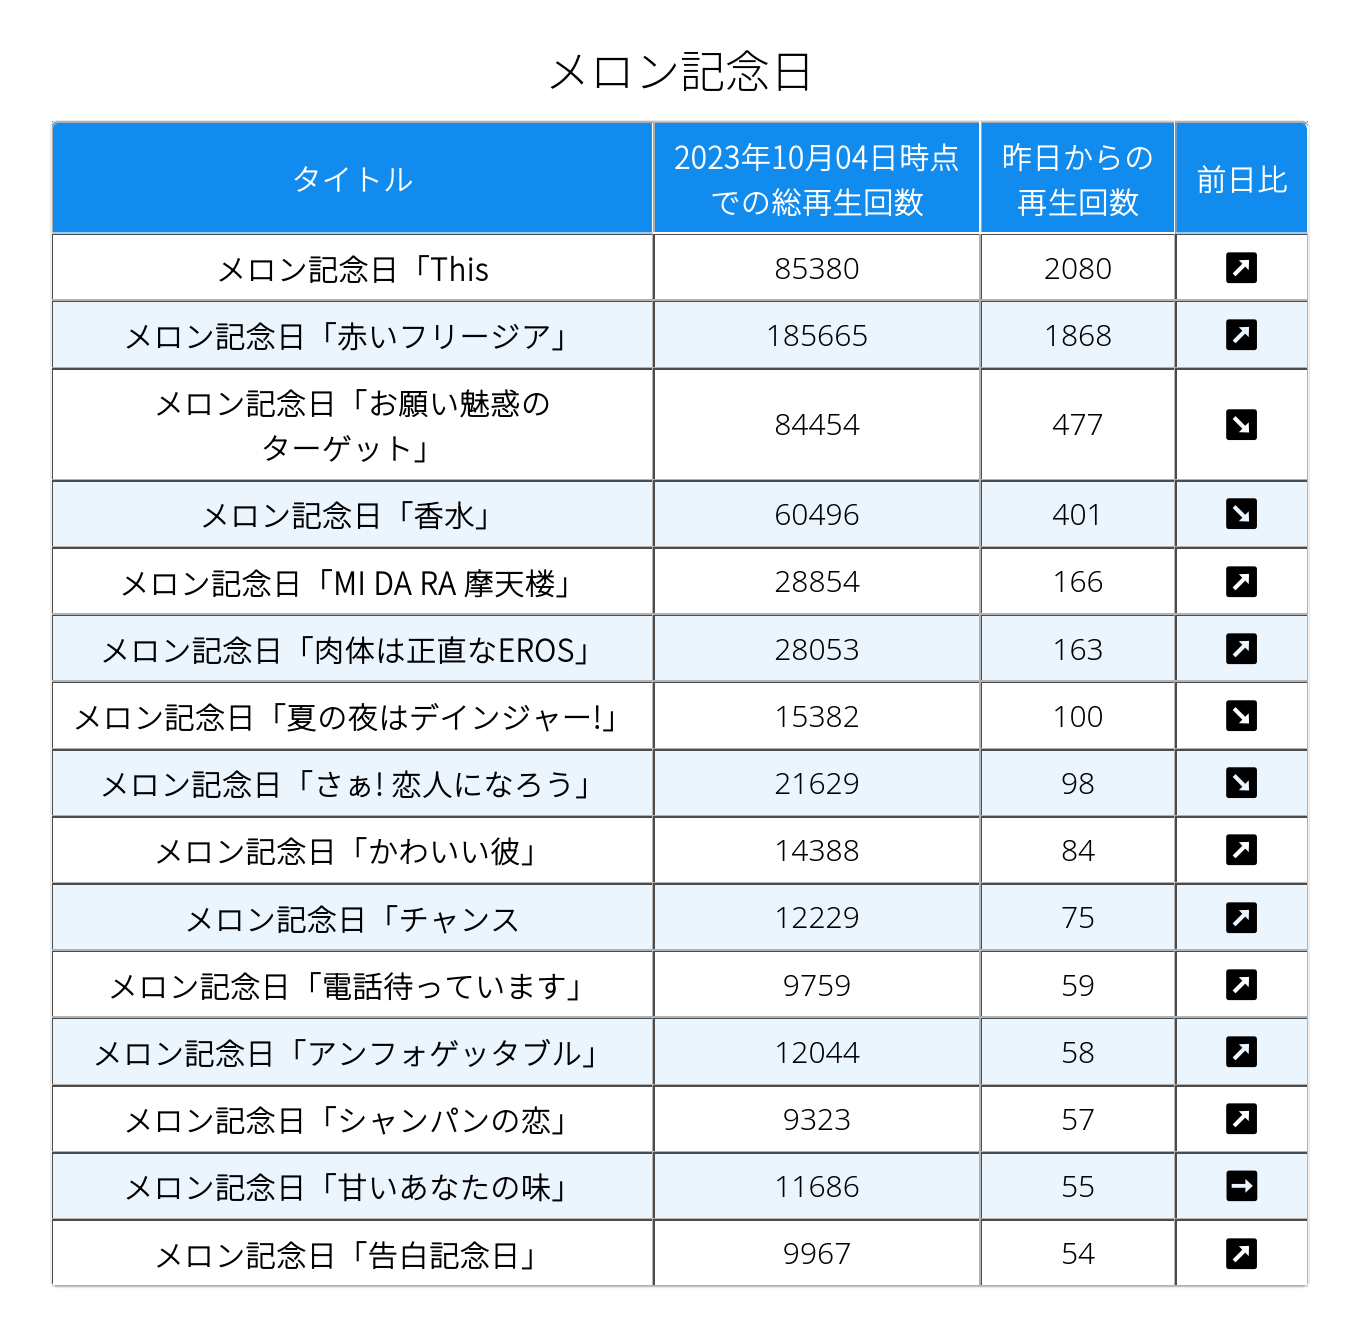 メロン記念日
タイトル
2023年10月04日時点
での総再生回数
昨日からの
再生回数
前日比
メロン記念日「This 85380 2080
メロン記念日「赤いフリージア」 185665 1868
メロン記念日「お願い魅惑の
ターゲット」 84454 477
メロン記念日「香水」 60496 401
メロン記念日「MI DA RA 摩天楼」 28854 166
メロン記念日「肉体は正直なEROS」 28053 163
メロン記念日「夏の夜はデインジャー!」 15382 100
メロン記念日「さぁ! 恋人になろう」 21629 98
メロン記念日「かわいい彼」 14388 84
メロン記念日「チャンス 12229 75
メロン記念日「電話待っています」 9759 59
メロン記念日「アンフォゲッタブル」 12044 58
メロン記念日「シャンパンの恋」 9323 57
メロン記念日「甘いあなたの味」 11686 55
メロン記念日「告白記念日」 9967 54